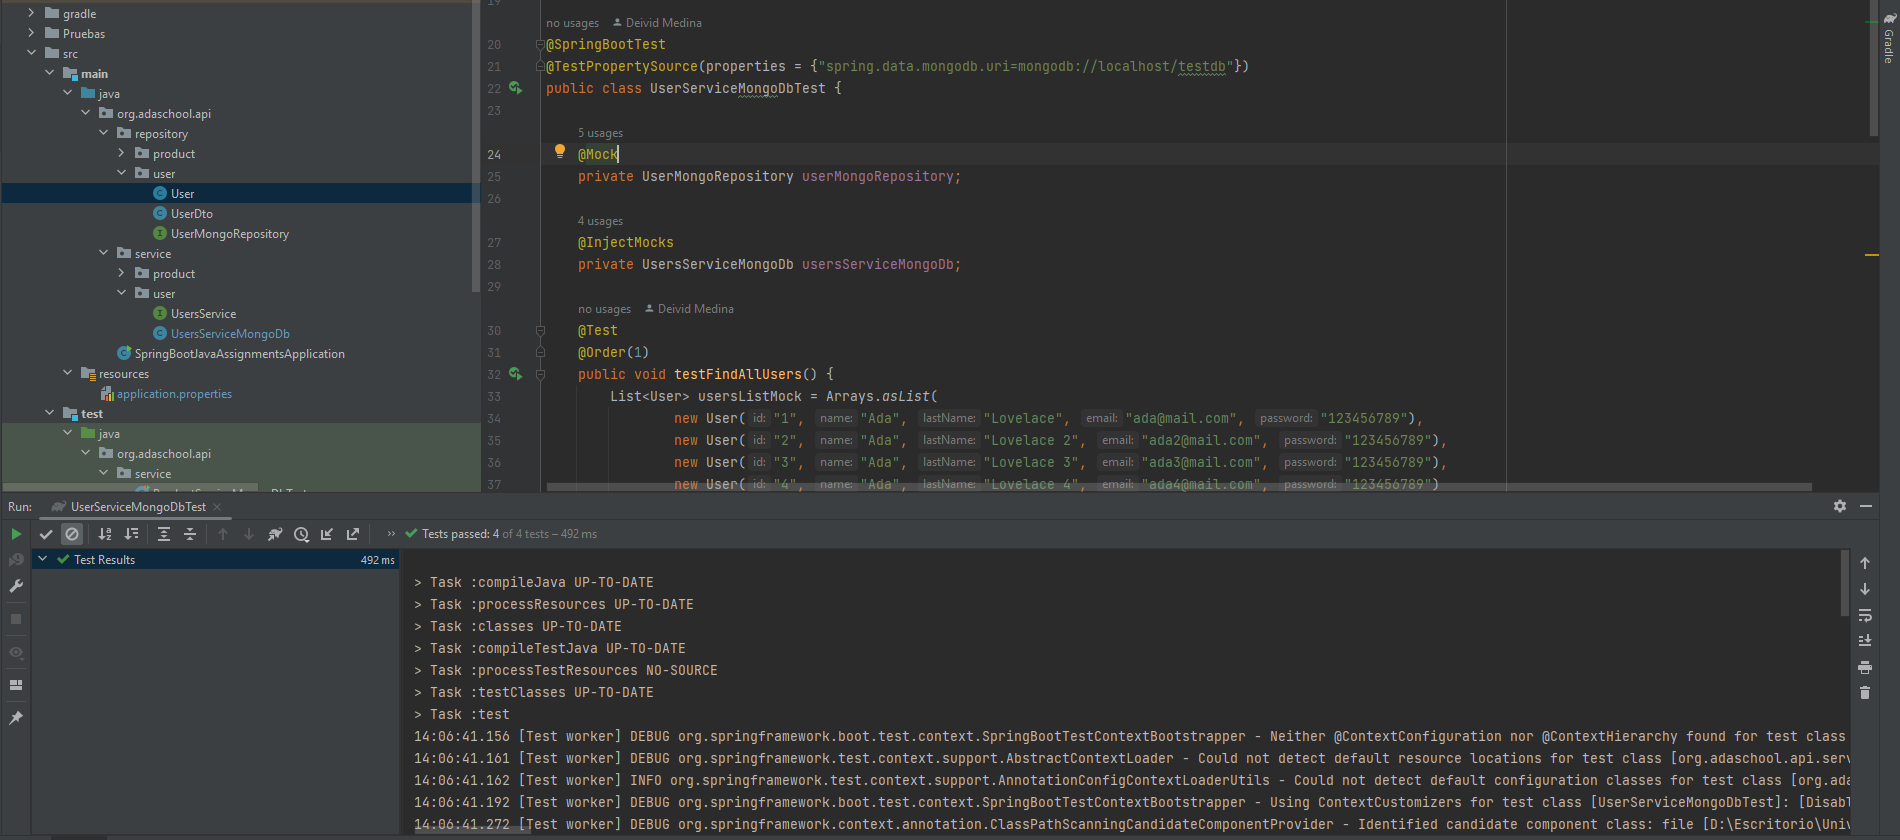 gradle
Pruebas
src
main
java
org.adaschool.api
repository
product
user
User
UserDto
UserMongoRepository
service
product
user
UsersService
UsersServiceMongoDb
SpringBootJavaAssignmentsApplication
resources
application.properties
test
java
org.adaschool.api
service
19
no usages Deivid Medina
20 @SpringBootTest
21 @TestPropertySource(properties = {"spring.data.mongodb.uri=mongodb://localhost/testdb"})
22 public class UserServiceMongoDbTest {
23
5 usages
24 @Mock
25 private UserMongoRepository userMongoRepository;
26
4 usages
27 @InjectMocks
28 private UsersServiceMongoDb usersServiceMongoDb;
29
no usages Deivid Medina
30 @Test
31 @Order(1)
32 public void testFindAllUsers() {
33 List<User> usersListMock = Arrays.asList(
34 new User( id: "1", name: "Ada", lastName: "Lovelace", email: "ada@mail.com", password: "123456789"),
35 new User( id: "2", name: "Ada", lastName: "Lovelace 2", email: "ada2@mail.com", password: "123456789"),
36 new User( id: "3", name: "Ada", lastName: "Lovelace 3", email: "ada3@mail.com", password: "123456789"),
37 new User( id: "4", name: "Ada", lastName: "Lovelace 4", email: "ada4@mail.com", password: "123456789")
Gradle
Run: UserServiceMongoDbTest
Tests passed: 4 of 4 tests – 492 ms
Test Results 492 ms
> Task :compileJava UP-TO-DATE
> Task :processResources UP-TO-DATE
> Task :classes UP-TO-DATE
> Task :compileTestJava UP-TO-DATE
> Task :processTestResources NO-SOURCE
> Task :testClasses UP-TO-DATE
> Task :test
14:06:41.156 [Test worker] DEBUG org.springframework.boot.test.context.SpringBootTestContextBootstrapper - Neither @ContextConfiguration nor @ContextHierarchy found for test class
14:06:41.161 [Test worker] DEBUG org.springframework.test.context.support.AbstractContextLoader - Could not detect default resource locations for test class [org.adaschool.api.serv
14:06:41.162 [Test worker] INFO org.springframework.test.context.support.AnnotationConfigContextLoaderUtils - Could not detect default configuration classes for test class [org.ada
14:06:41.192 [Test worker] DEBUG org.springframework.boot.test.context.SpringBootTestContextBootstrapper - Using ContextCustomizers for test class [UserServiceMongoDbTest]: [Disab
14:06:41.272 [Test worker] DEBUG org.springframework.context.annotation.ClassPathScanningCandidateComponentProvider - Identified candidate component class: file [D:\Escritorio\Univ